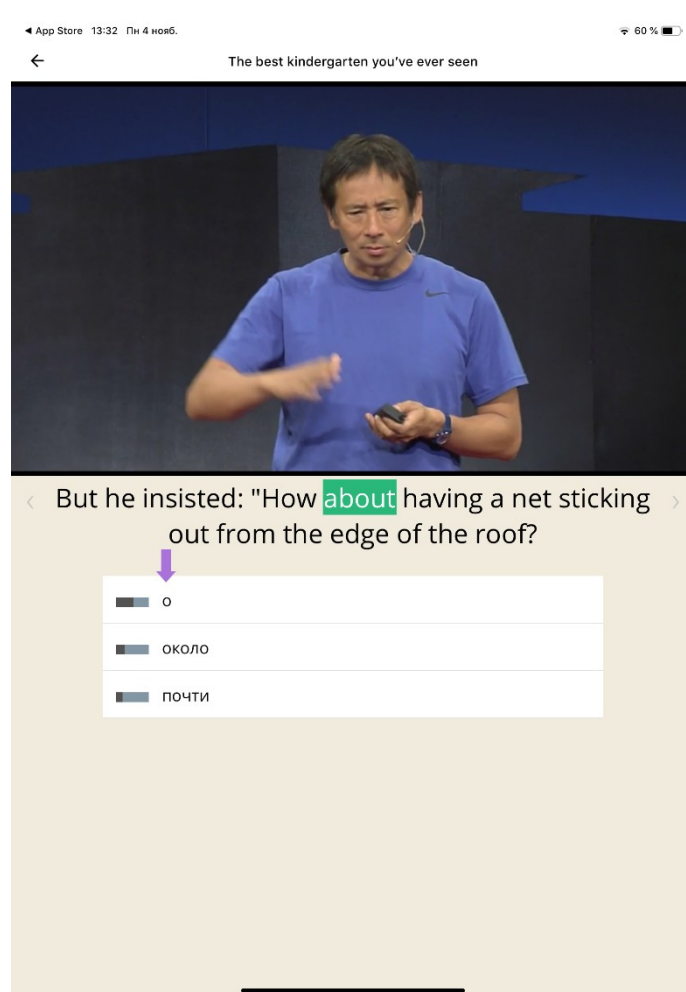 ◀ App Store 13:32 Пн 4 нояб. 60 %
The best kindergarten you’ve ever seen
But he insisted: "How about having a net sticking
out from the edge of the roof?
о
около
почти